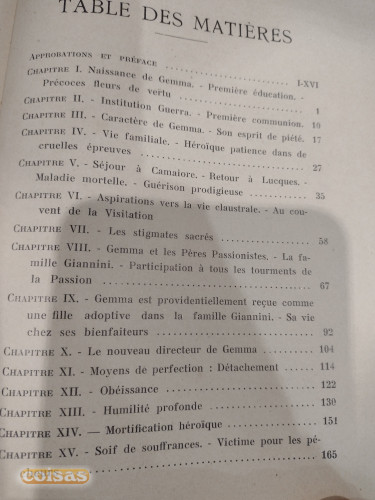 TABLE DES MATIÈRES
APPROBATIONS ET PRÉFACE ..... I-XVI
CHAPITRE I. Naissance de Gemma. - Première éducation. -
Précoces fleurs de vertu ..... 1
CHAPITRE II. - Institution Guerra. - Première communion. 10
CHAPITRE III. - Caractère de Gemma. - Son esprit de piété. 17
CHAPITRE IV. - Vie familiale. - Héroïque patience dans de
cruelles épreuves ..... 27
CHAPITRE V. - Séjour à Camaiore. - Retour à Lucques. -
Maladie mortelle. - Guérison prodigieuse ..... 35
CHAPITRE VI. - Aspirations vers la vie claustrale. - Au cou-
vent de la Visitation
CHAPITRE VII. - Les stigmates sacrés ..... 58
CHAPITRE VIII. - Gemma et les Pères Passionistes. - La fa-
mille Giannini. - Participation à tous les tourments de
la Passion ..... 67
CHAPITRE IX. - Gemma est providentiellement reçue comme
une fille adoptive dans la famille Giannini. - Sa vie
chez ses bienfaiteurs ..... 92
CHAPITRE X. - Le nouveau directeur de Gemma ..... 104
CHAPITRE XI. - Moyens de perfection : Détachement ..... 114
CHAPITRE XII. - Obéissance ..... 122
CHAPITRE XIII. - Humilité profonde ..... 130
CHAPITRE XIV. — Mortification héroïque ..... 151
CHAPITRE XV. - Soif de souffrances. - Victime pour les pé-
..... 165
coisas